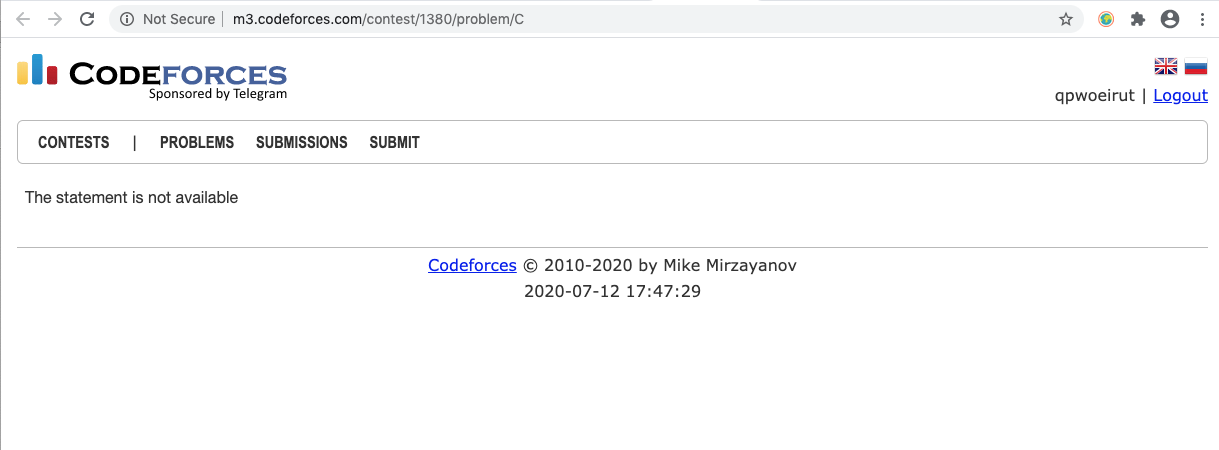 Not Secure | m3.codeforces.com/contest/1380/problem/C
CODEFORCES
Sponsored by Telegram
qpwoeirut | Logout
CONTESTS | PROBLEMS SUBMISSIONS SUBMIT
The statement is not available
Codeforces © 2010-2020 by Mike Mirzayanov
2020-07-12 17:47:29